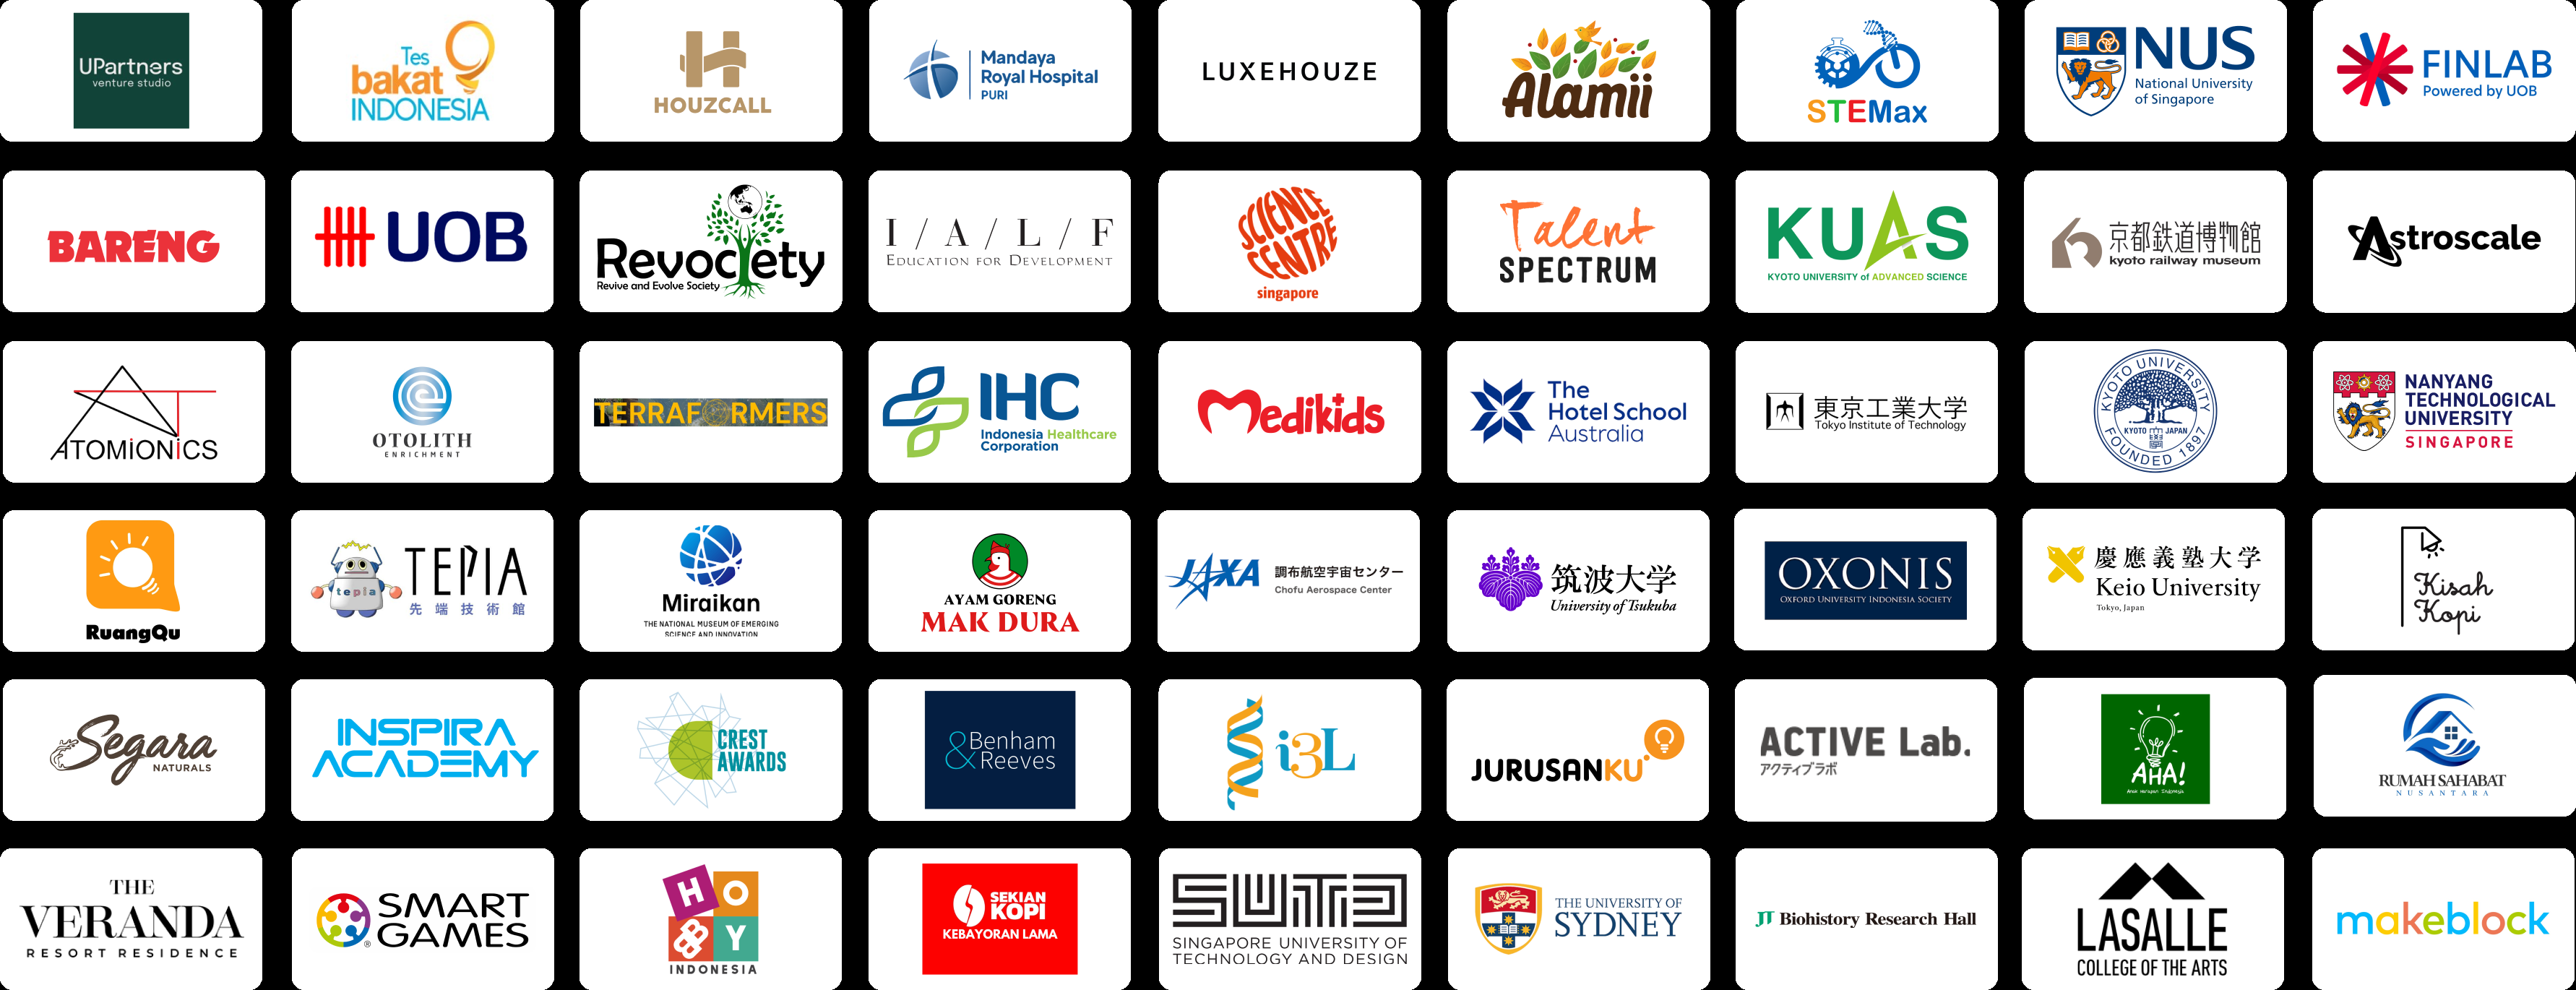 UPartners
venture studio
Tes
bakat
INDONESIA
HOUZCALL
Mandaya
Royal Hospital
PURI
LUXEHOUZE
Alamii
STEMax
NUS
National University
of Singapore
FINLAB
Powered by UOB
BARENG
UOB
Revociety
Revive and Evolve Society
I / A / L / F
EDUCATION FOR DEVELOPMENT
SCIENCE
CENTRE
singapore
Talent
SPECTRUM
KUAS
KYOTO UNIVERSITY of ADVANCED SCIENCE
京都鉄道博物館
kyoto railway museum
Astroscale
ATOMiONiCS
OTOLITH
ENRICHMENT
TERRAFORMERS
IHC
Indonesia Healthcare
Corporation
Medikids
The
Hotel School
Australia
東京工業大学
Tokyo Institute of Technology
KYOTO UNIVERSITY
KYOTO JAPAN
FOUNDED 1897
NANYANG
TECHNOLOGICAL
UNIVERSITY
SINGAPORE
RuangQu
tepia
TEPIA
先端技術館
Miraikan
THE NATIONAL MUSEUM OF EMERGING
SCIENCE AND INNOVATION
AYAM GORENG
MAK DURA
JAXA
調布航空宇宙センター
Chofu Aerospace Center
筑波大学
University of Tsukuba
OXONIS
OXFORD UNIVERSITY INDONESIA SOCIETY
慶應義塾大学
Keio University
Tokyo, Japan
Kisah
Kopi
Segara
NATURALS
INSPIRA
ACADEMY
CREST
AWARDS
& Benham
Reeves
i3L
JURUSANKU
ACTIVE Lab.
アクティブラボ
AHA!
Anak Harapan Indonesia
RUMAH SAHABAT
NUSANTARA
THE
VERANDA
RESORT RESIDENCE
SMART
GAMES
®
HOBBY
INDONESIA
SEKIAN
KOPI
KEBAYORAN LAMA
SUTD
SINGAPORE UNIVERSITY OF
TECHNOLOGY AND DESIGN
THE UNIVERSITY OF
SYDNEY
JT Biohistory Research Hall
LASALLE
COLLEGE OF THE ARTS
makeblock